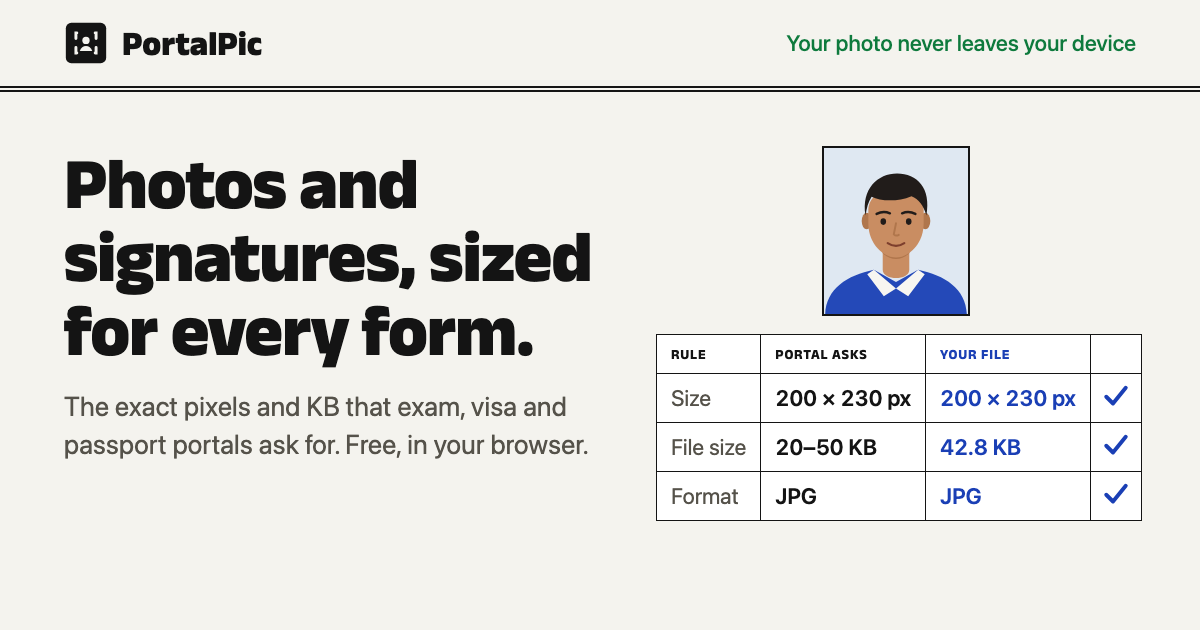 PortalPic
Your photo never leaves your device
Photos and
signatures, sized
for every form.
The exact pixels and KB that exam, visa and
passport portals ask for. Free, in your browser.
RULE PORTAL ASKS YOUR FILE
Size 200 × 230 px 200 × 230 px
File size 20–50 KB 42.8 KB
Format JPG JPG